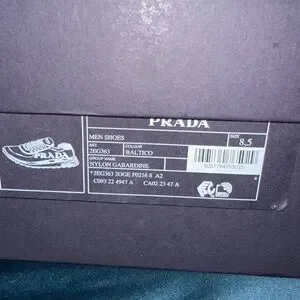 PRADA
MEN SHOES
SIZE
8.5
ART.
COLOUR
2EG363
BALTICO
GROUP NAME
NYLON GABARDINE
*2EG363 2OGE F0216 8 A2
C093 22 4947 A CA02 23 47 A
PRADA